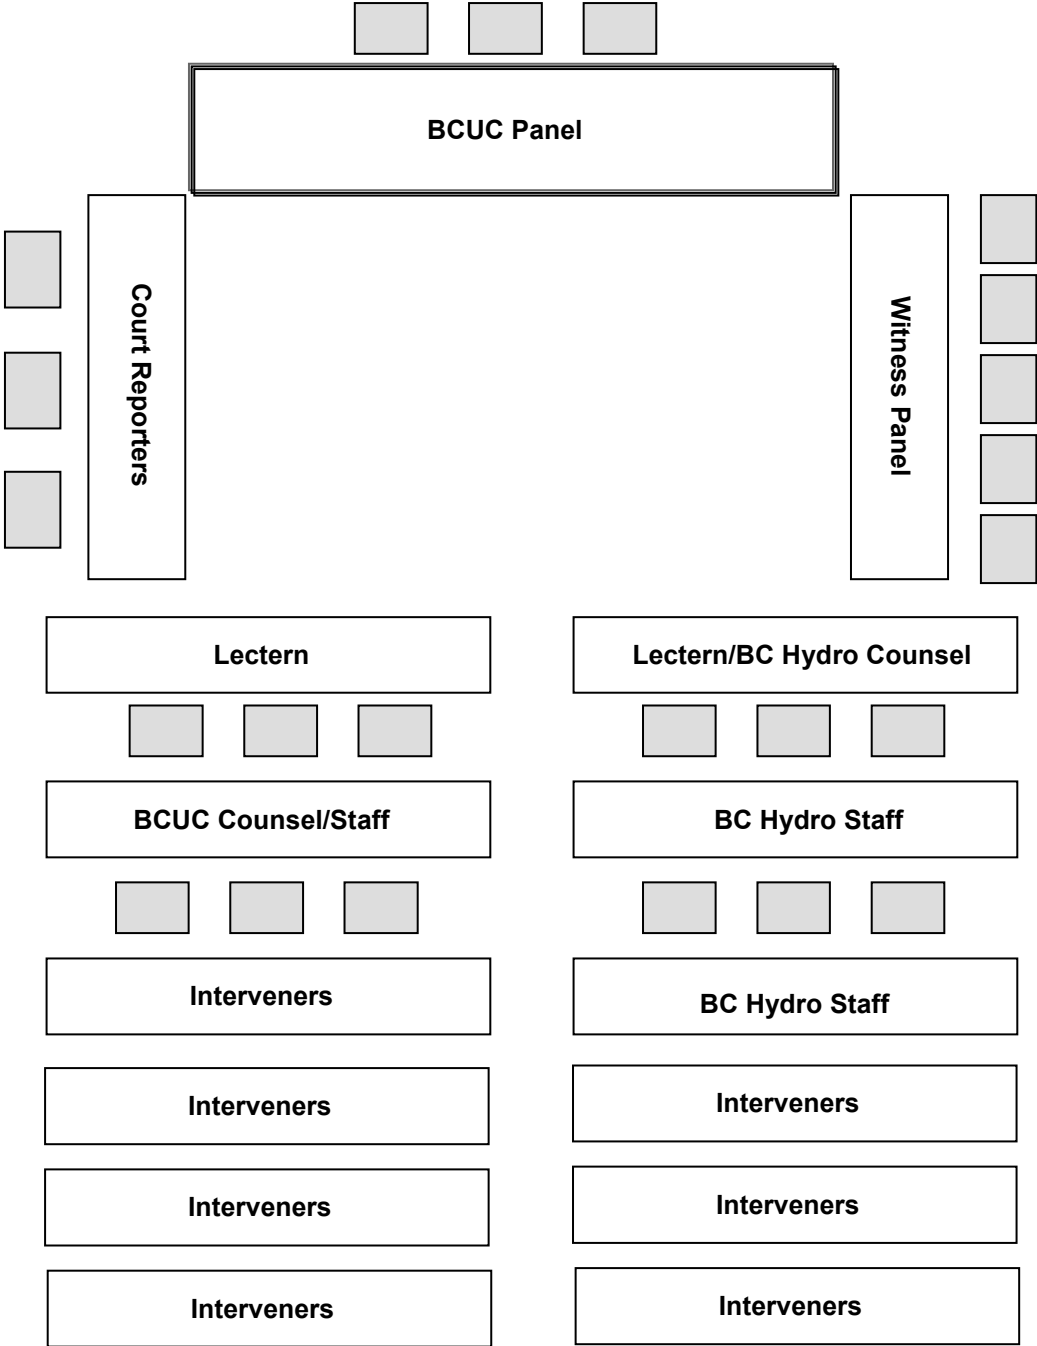 BCUC Panel
Court Reporters
Witness Panel
Lectern
Lectern/BC Hydro Counsel
BCUC Counsel/Staff
BC Hydro Staff
Interveners
BC Hydro Staff
Interveners
Interveners
Interveners
Interveners
Interveners
Interveners